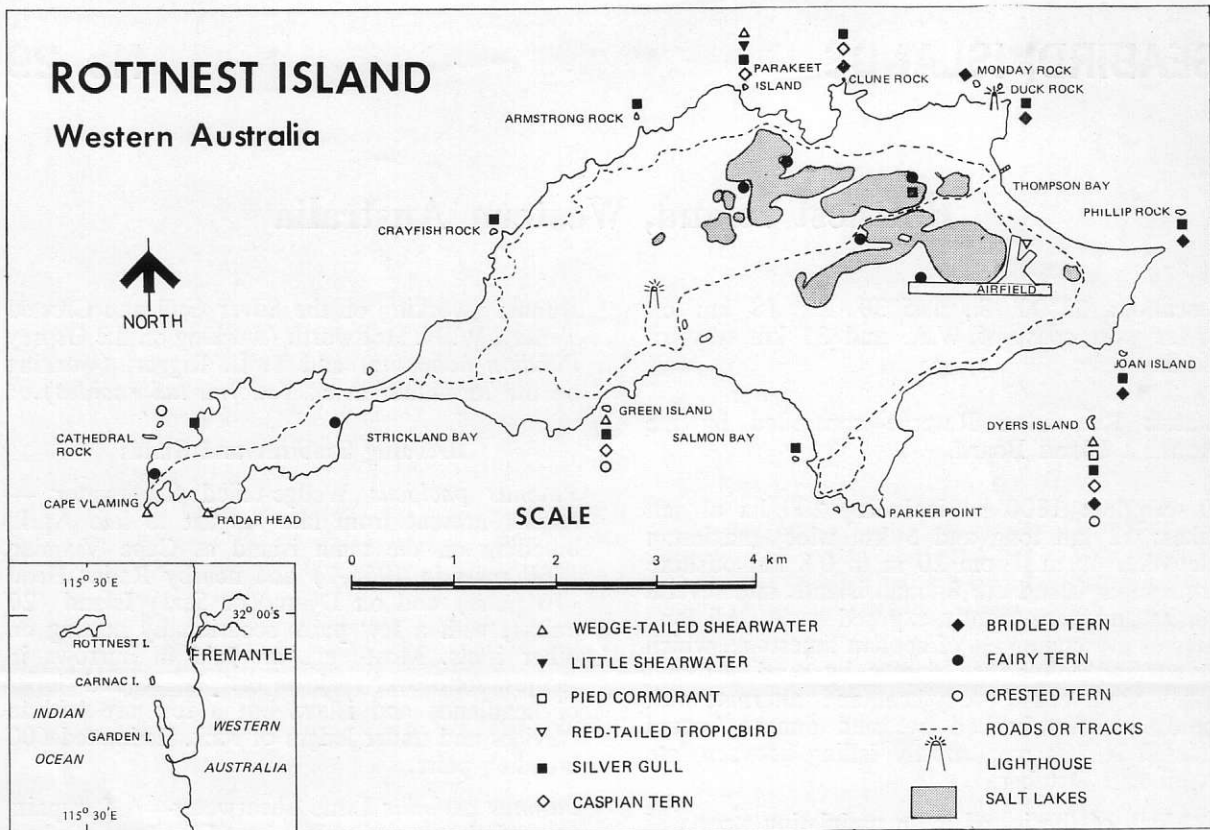 ROTTNEST ISLAND
Western Australia
PARAKEET
ISLAND
CLUNE ROCK
MONDAY ROCK
DUCK ROCK
ARMSTRONG ROCK
THOMPSON BAY
PHILLIP ROCK
CRAYFISH ROCK
AIRFIELD
NORTH
JOAN ISLAND
GREEN ISLAND
DYERS ISLAND
CATHEDRAL
ROCK
STRICKLAND BAY
SALMON BAY
CAPE VLAMING
RADAR HEAD
PARKER POINT
SCALE
0 1 2 3 4 km
115° 30' E
32° 00'S
ROTTNEST I.
FREMANTLE
CARNAC I.
INDIAN
OCEAN
GARDEN I.
WESTERN
AUSTRALIA
115° 30'E
WEDGE-TAILED SHEARWATER
LITTLE SHEARWATER
PIED CORMORANT
RED-TAILED TROPICBIRD
SILVER GULL
CASPIAN TERN
BRIDLED TERN
FAIRY TERN
CRESTED TERN
ROADS OR TRACKS
LIGHTHOUSE
SALT LAKES